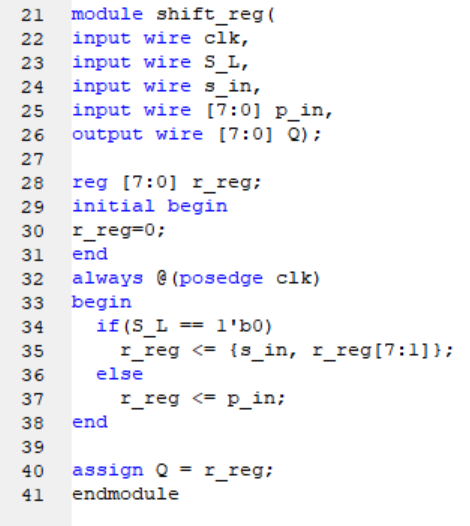 21 module shift_reg(
22 input wire clk,
23 input wire S_L,
24 input wire s_in,
25 input wire [7:0] p_in,
26 output wire [7:0] Q);
27
28 reg [7:0] r_reg;
29 initial begin
30 r_reg=0;
31 end
32 always @(posedge clk)
33 begin
34   if(S_L == 1'b0)
35     r_reg <= {s_in, r_reg[7:1]};
36   else
37     r_reg <= p_in;
38 end
39
40 assign Q = r_reg;
41 endmodule